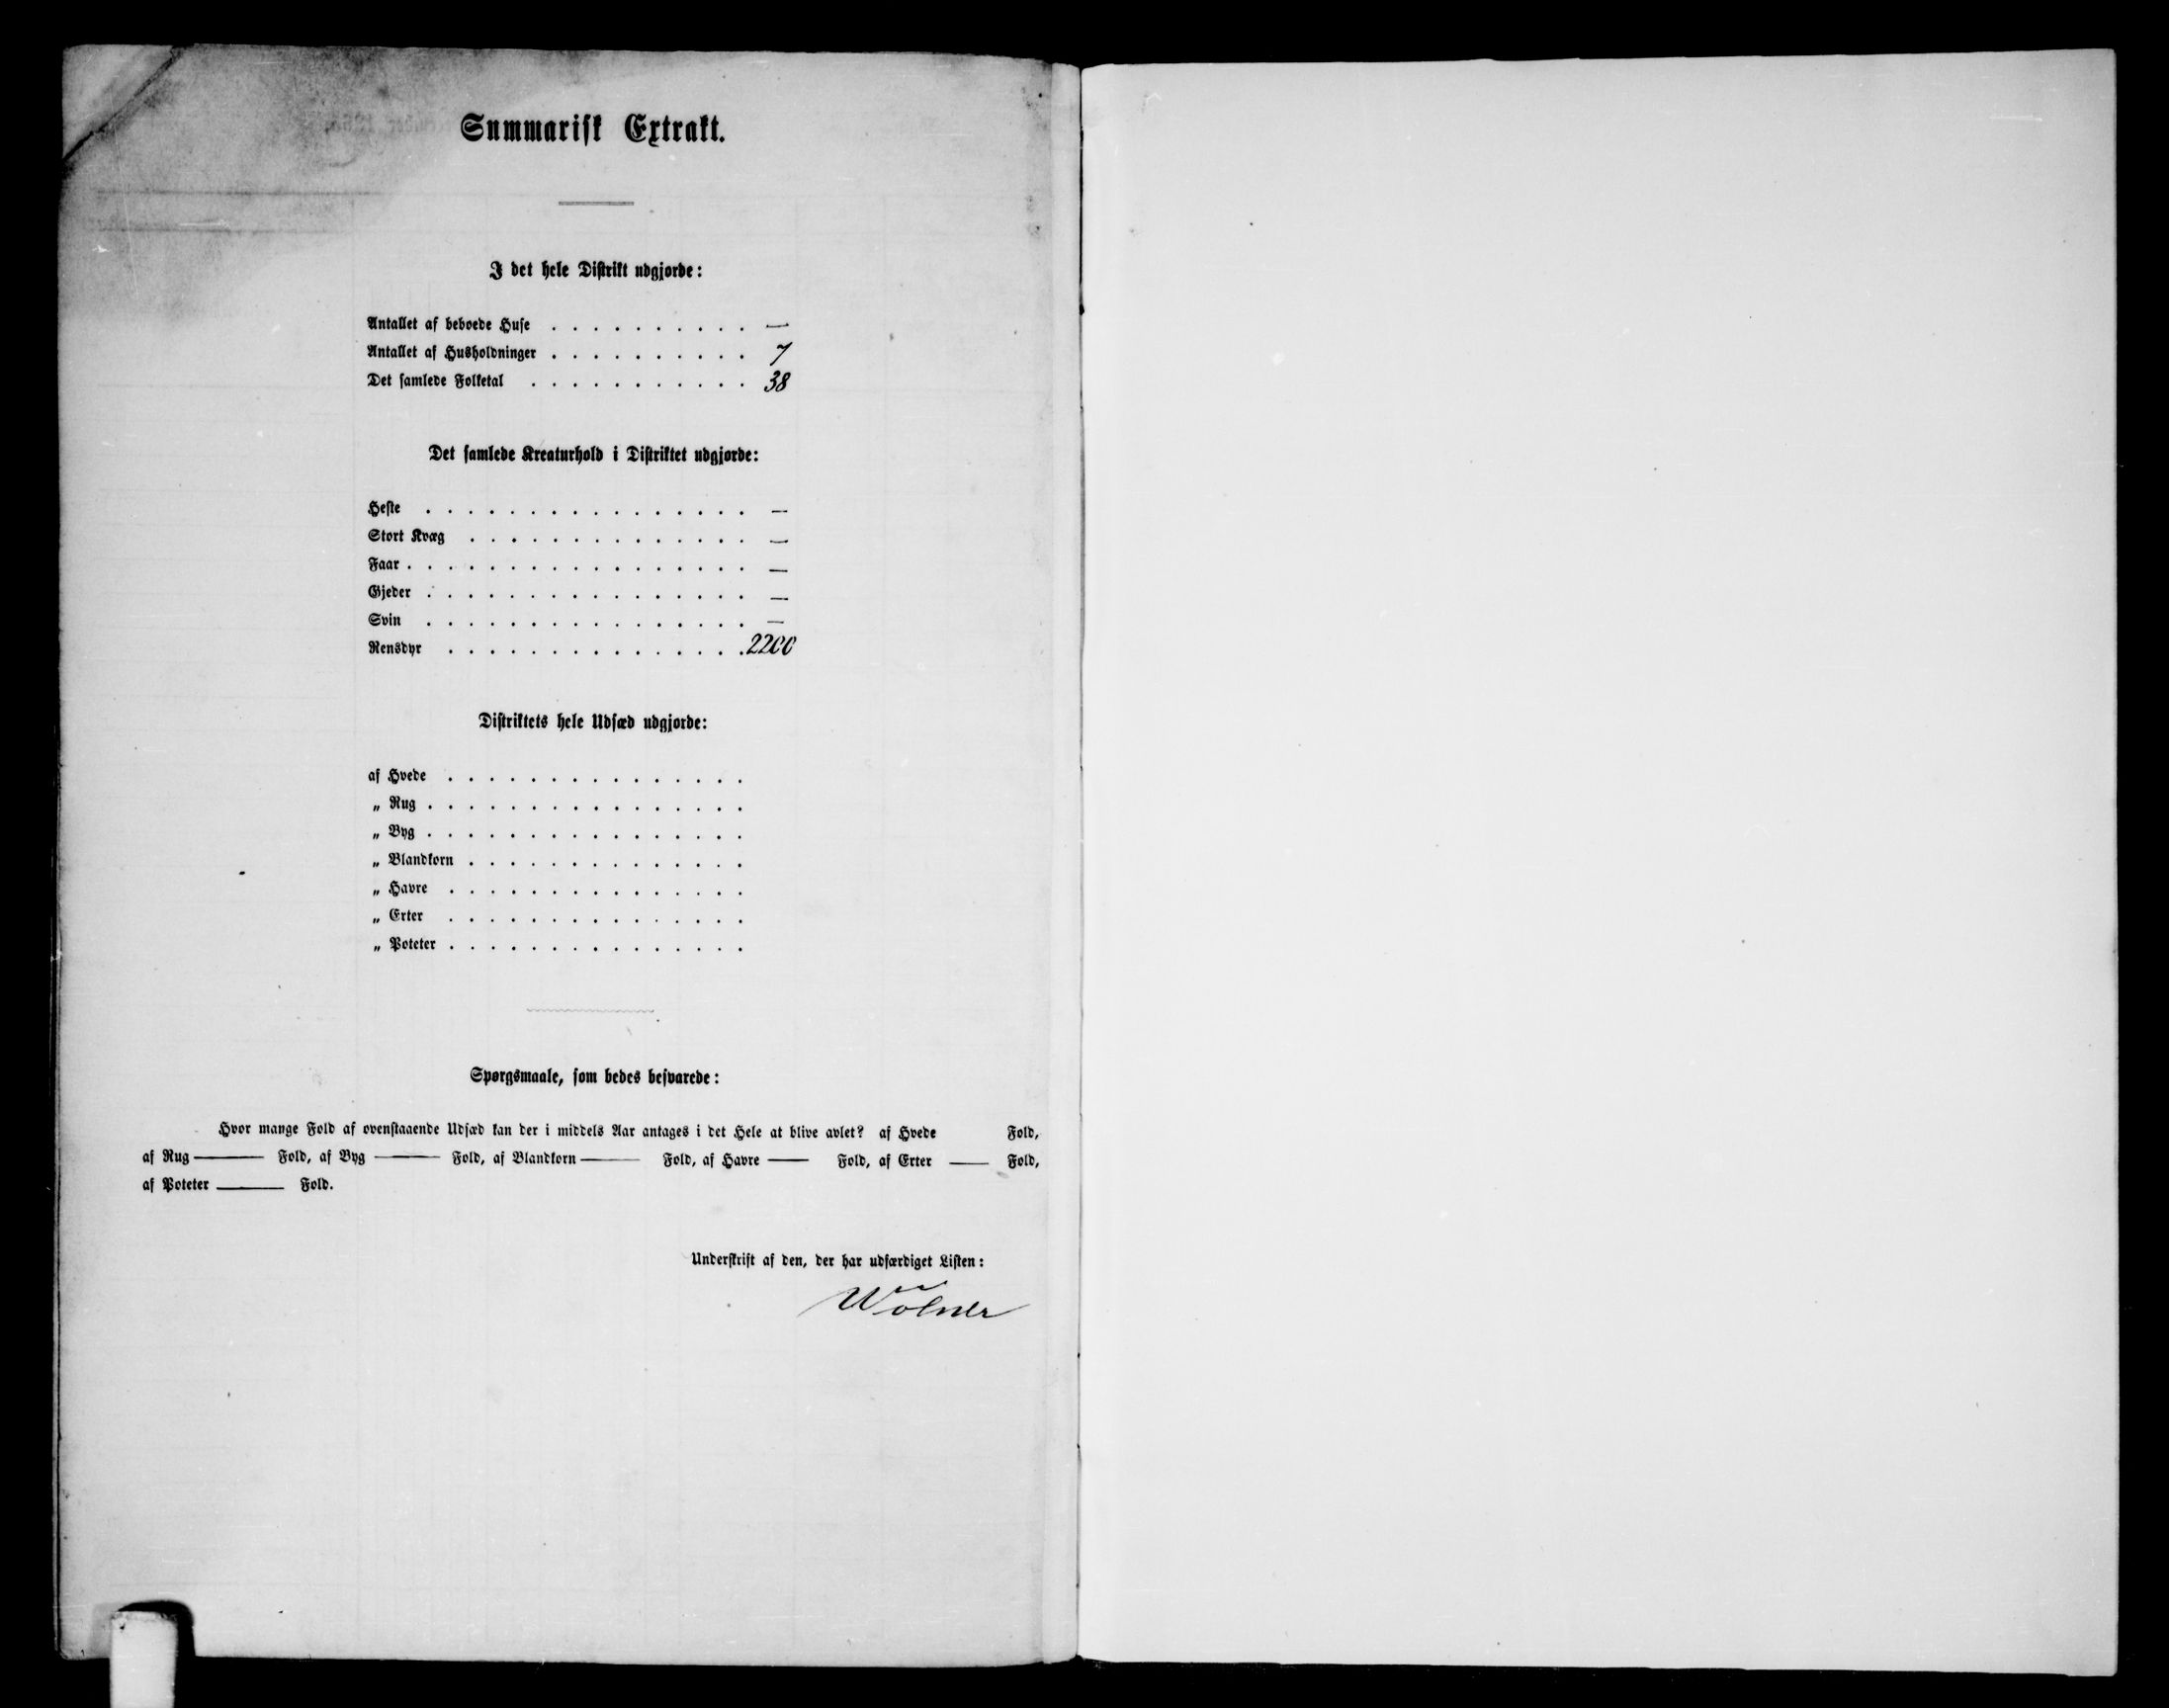 Summarisk Extrakt.
I det hele Distrikt udgjorde:
Antallet af beboede Huse . . . . . . . . . . —
Antallet af Husholdninger . . . . . . . . . . 7
Det samlede Folketal . . . . . . . . . . . 38
Det samlede Kreaturhold i Distriktet udgjorde:
Heste . . . . . . . . . . . . . . . . —
Stort Kvæg . . . . . . . . . . . . . . —
Faar . . . . . . . . . . . . . . . . . —
Gjeder . . . . . . . . . . . . . . . . —
Svin . . . . . . . . . . . . . . . . —
Rensdyr . . . . . . . . . . . . . . . 2200
Distriktets hele Udsæd udgjorde:
af Hvede . . . . . . . . . . . . . . .
„ Rug . . . . . . . . . . . . . . . .
„ Byg . . . . . . . . . . . . . . . .
„ Blandkorn . . . . . . . . . . . . . .
„ Havre . . . . . . . . . . . . . . .
„ Erter . . . . . . . . . . . . . . .
„ Poteter . . . . . . . . . . . . . . .
Spørgsmaale, som bedes besvarede:
Hvor mange Fold af ovenstaaende Udsæd kan der i middels Aar antages i det Hele at blive avlet? af Hvede Fold,
af Rug — Fold, af Byg — Fold, af Blandkorn — Fold, af Havre — Fold, af Erter — Fold,
af Poteter — Fold.
Underskrift af den, der har udfærdiget Listen: